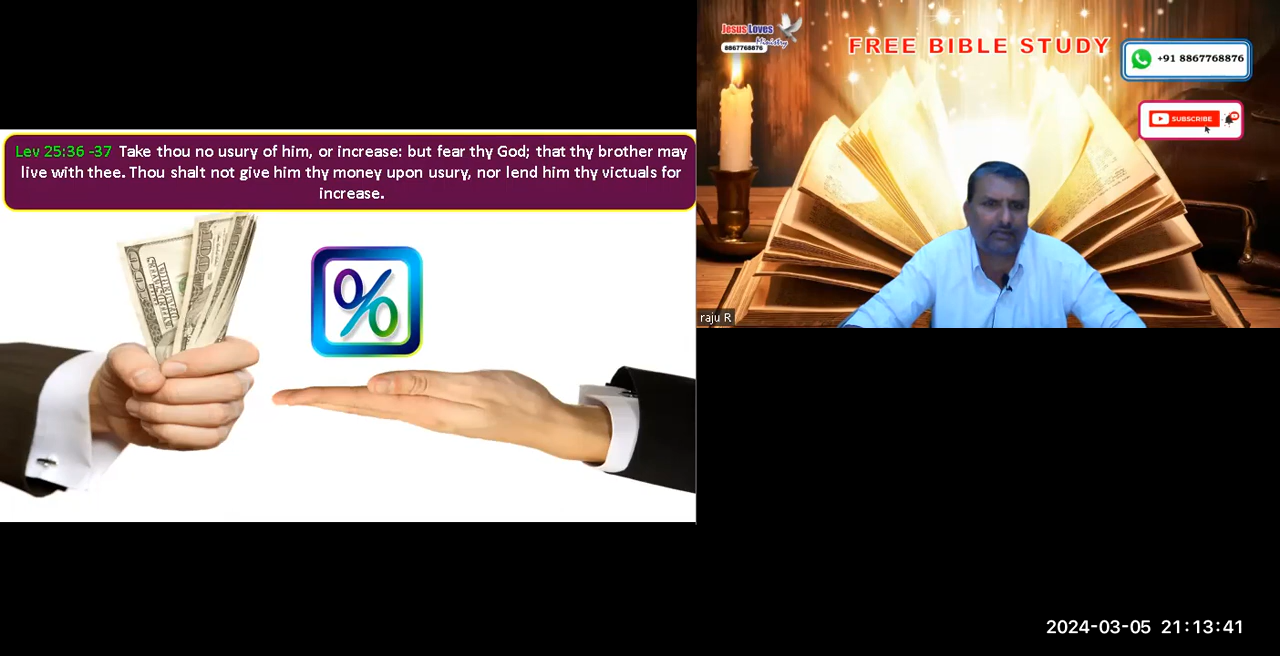 Lev 25:36 -37 Take thou no usury of him, or increase: but fear thy God; that thy brother may
live with thee. Thou shalt not give him thy money upon usury, nor lend him thy victuals for
increase.
Jesus Loves
Ministry
8867768876
FREE BIBLE STUDY
+91 8867768876
SUBSCRIBE
raju R
2024-03-05 21:13:41